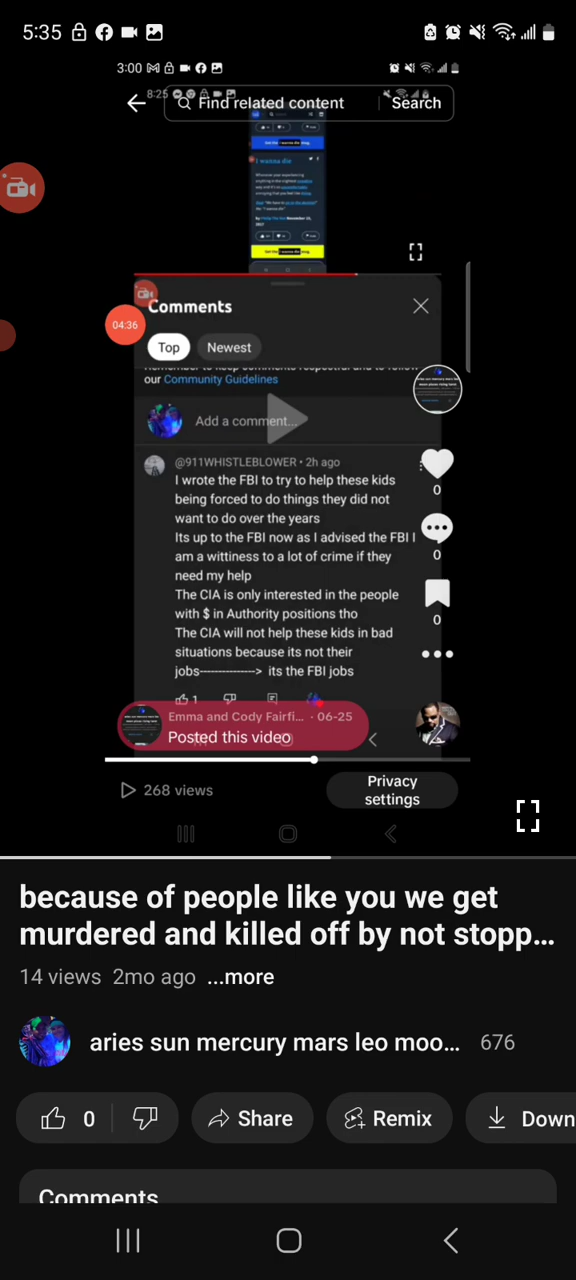 5:35
3:00
8:25
Find related content
Search
I wanna die
Comments
04:36
Top
Newest
our Community Guidelines
Add a comment...
@911WHISTLEBLOWER • 2h ago
I wrote the FBI to try to help these kids
being forced to do things they did not
want to do over the years
Its up to the FBI now as I advised the FBI I
am a wittiness to a lot of crime if they
need my help
The CIA is only interested in the people
with $ in Authority positions tho
The CIA will not help these kids in bad
situations because its not their
jobs--------------> its the FBI jobs
1
0
0
0
Emma and Cody Fairfi... · 06-25
Posted this video
268 views
Privacy
settings
because of people like you we get
murdered and killed off by not stopp...
14 views 2mo ago ...more
aries sun mercury mars leo moo... 676
0
Share
Remix
Down
Comments